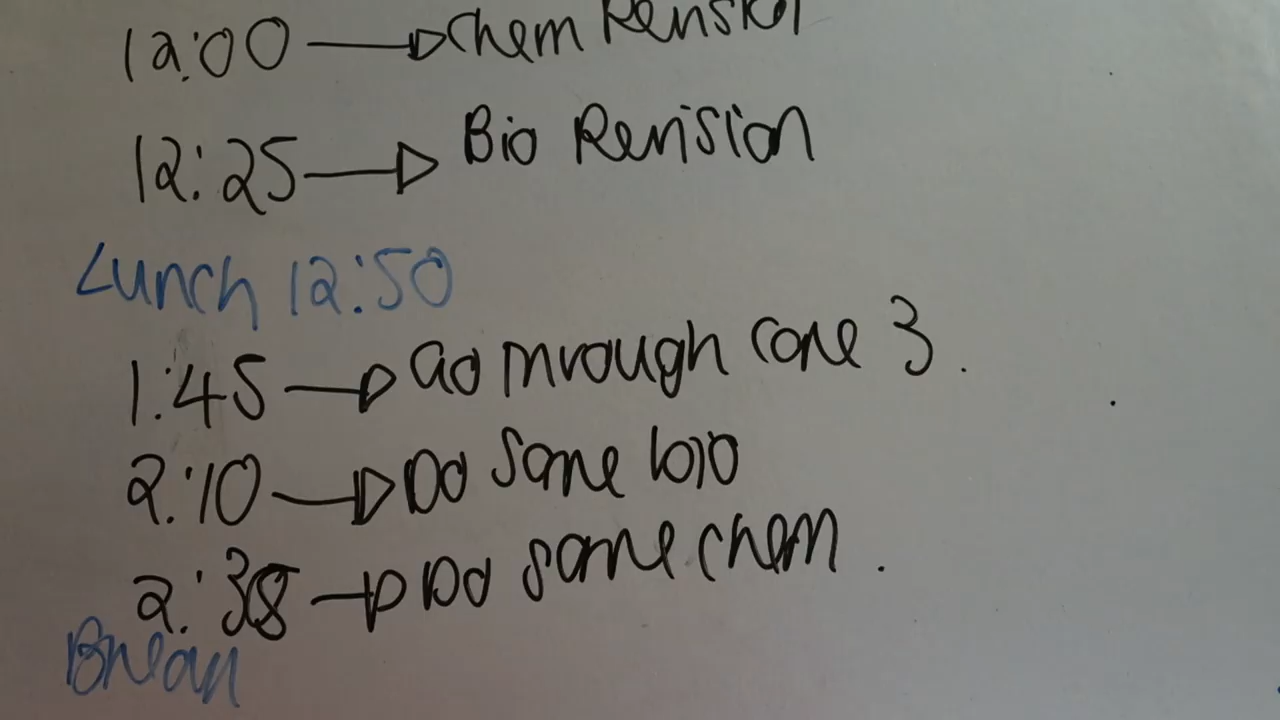 12:00 → Chem Revision
12:25 → Bio Revision
Lunch 12:50
1:45 → Go through Core 3.
2:10 → Do some bio
2:35 → Do some chem.
Break